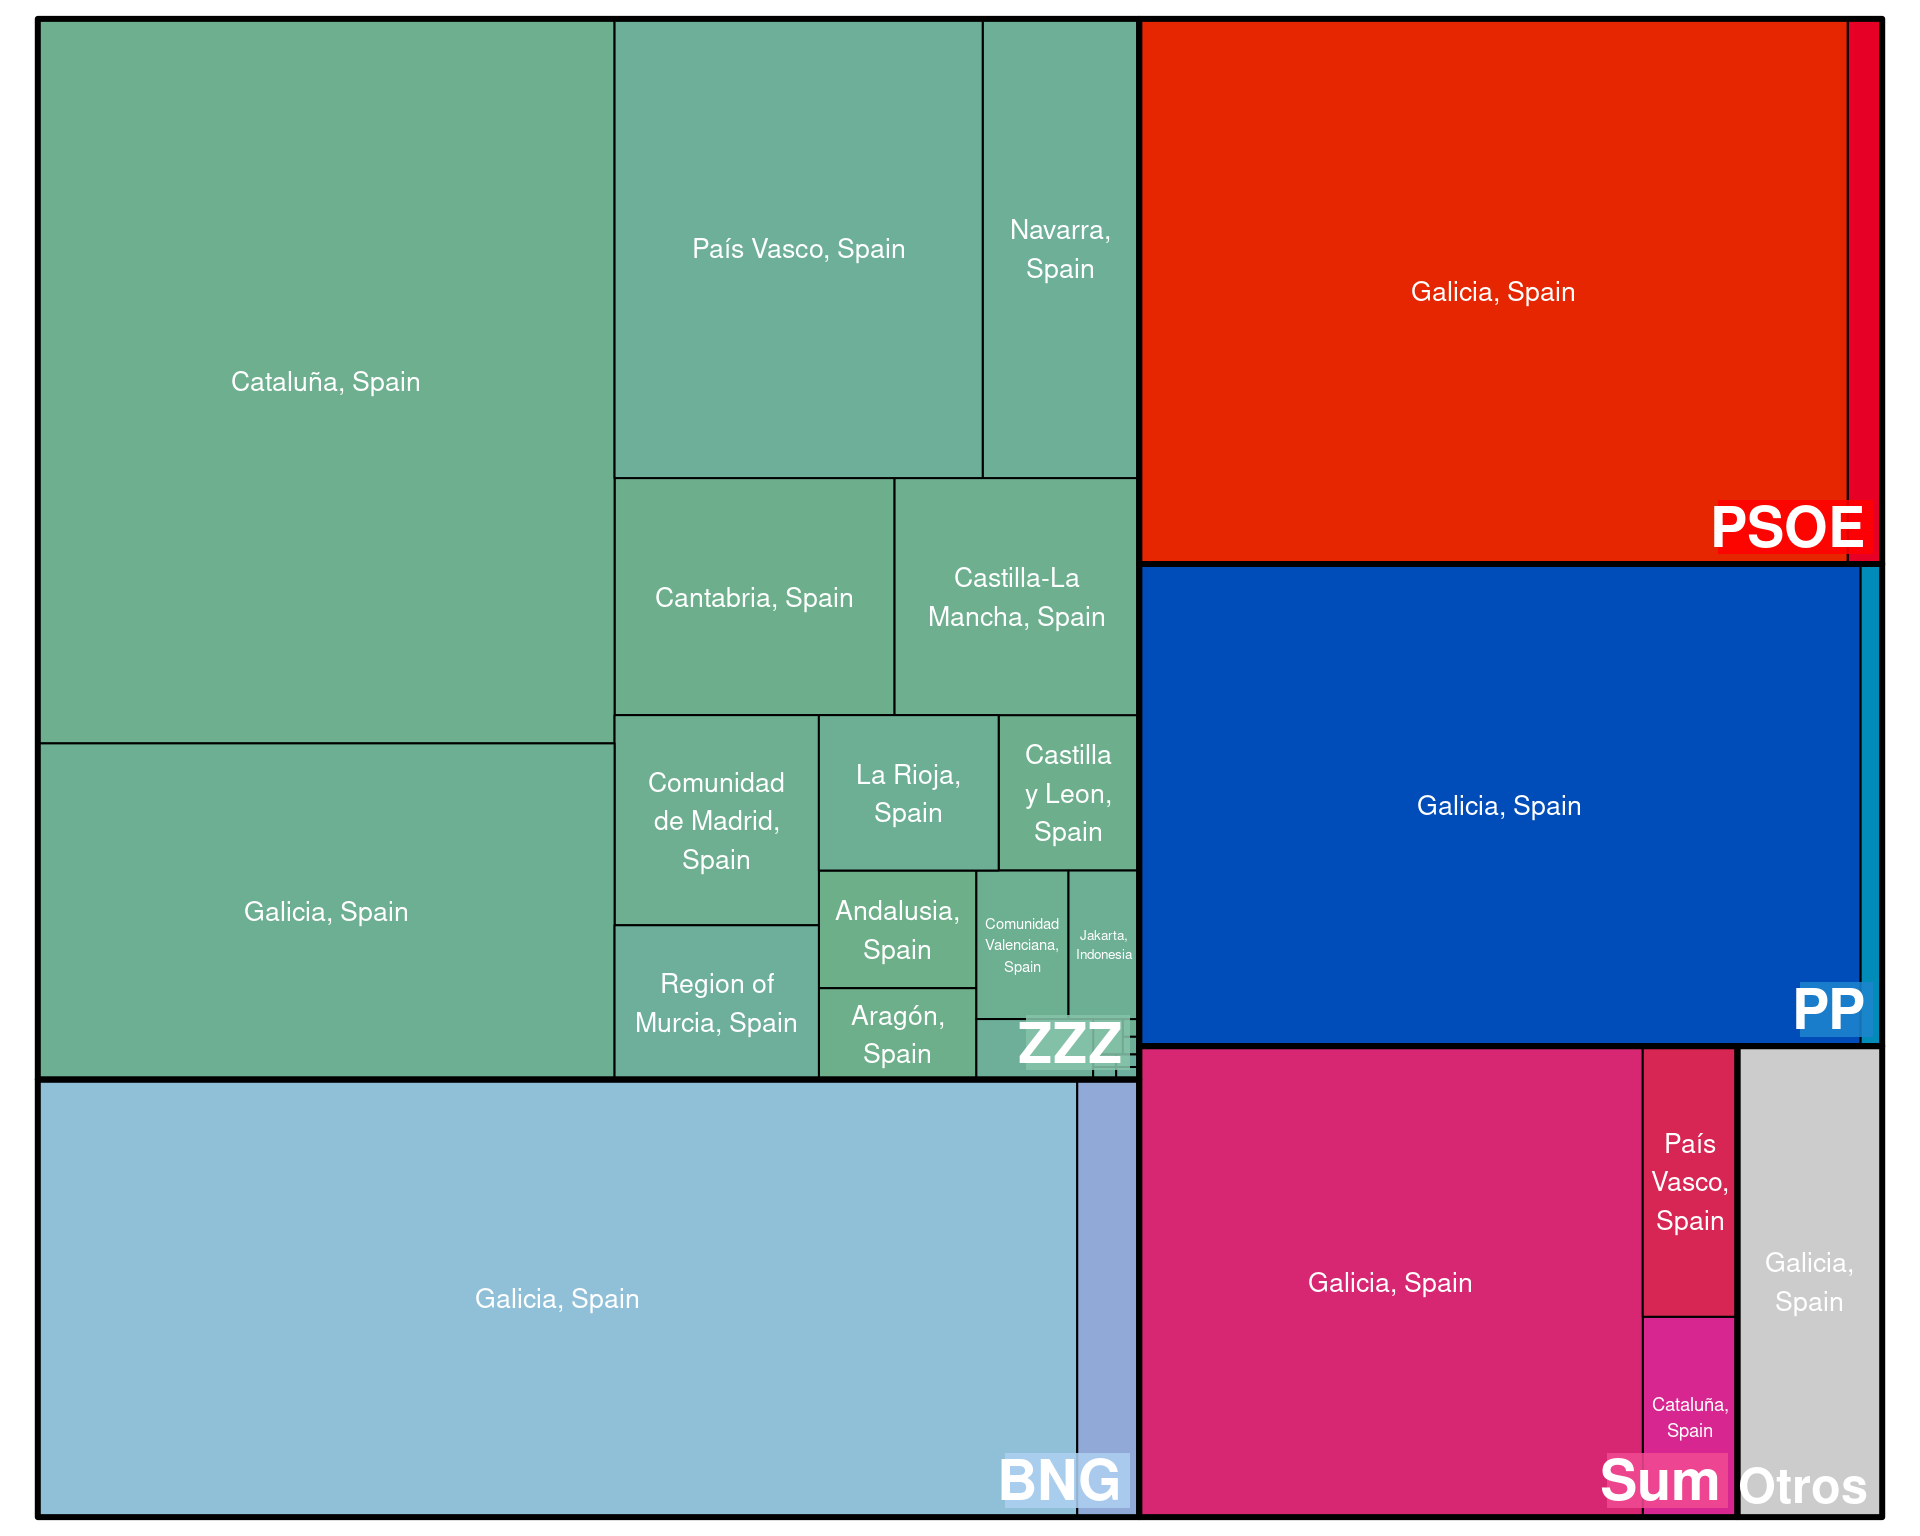 Cataluña, Spain
País Vasco, Spain
Navarra,
Spain
Cantabria, Spain
Castilla-La
Mancha, Spain
Galicia, Spain
Comunidad
de Madrid,
Spain
La Rioja,
Spain
Castilla
y Leon,
Spain
Region of
Murcia, Spain
Andalusia,
Spain
Aragón,
Spain
Comunidad
Valenciana,
Spain
Jakarta,
Indonesia
ZZZ
Galicia, Spain
BNG
Galicia, Spain
PSOE
Galicia, Spain
PP
Galicia, Spain
País
Vasco,
Spain
Cataluña,
Spain
Sum
Galicia,
Spain
Otros